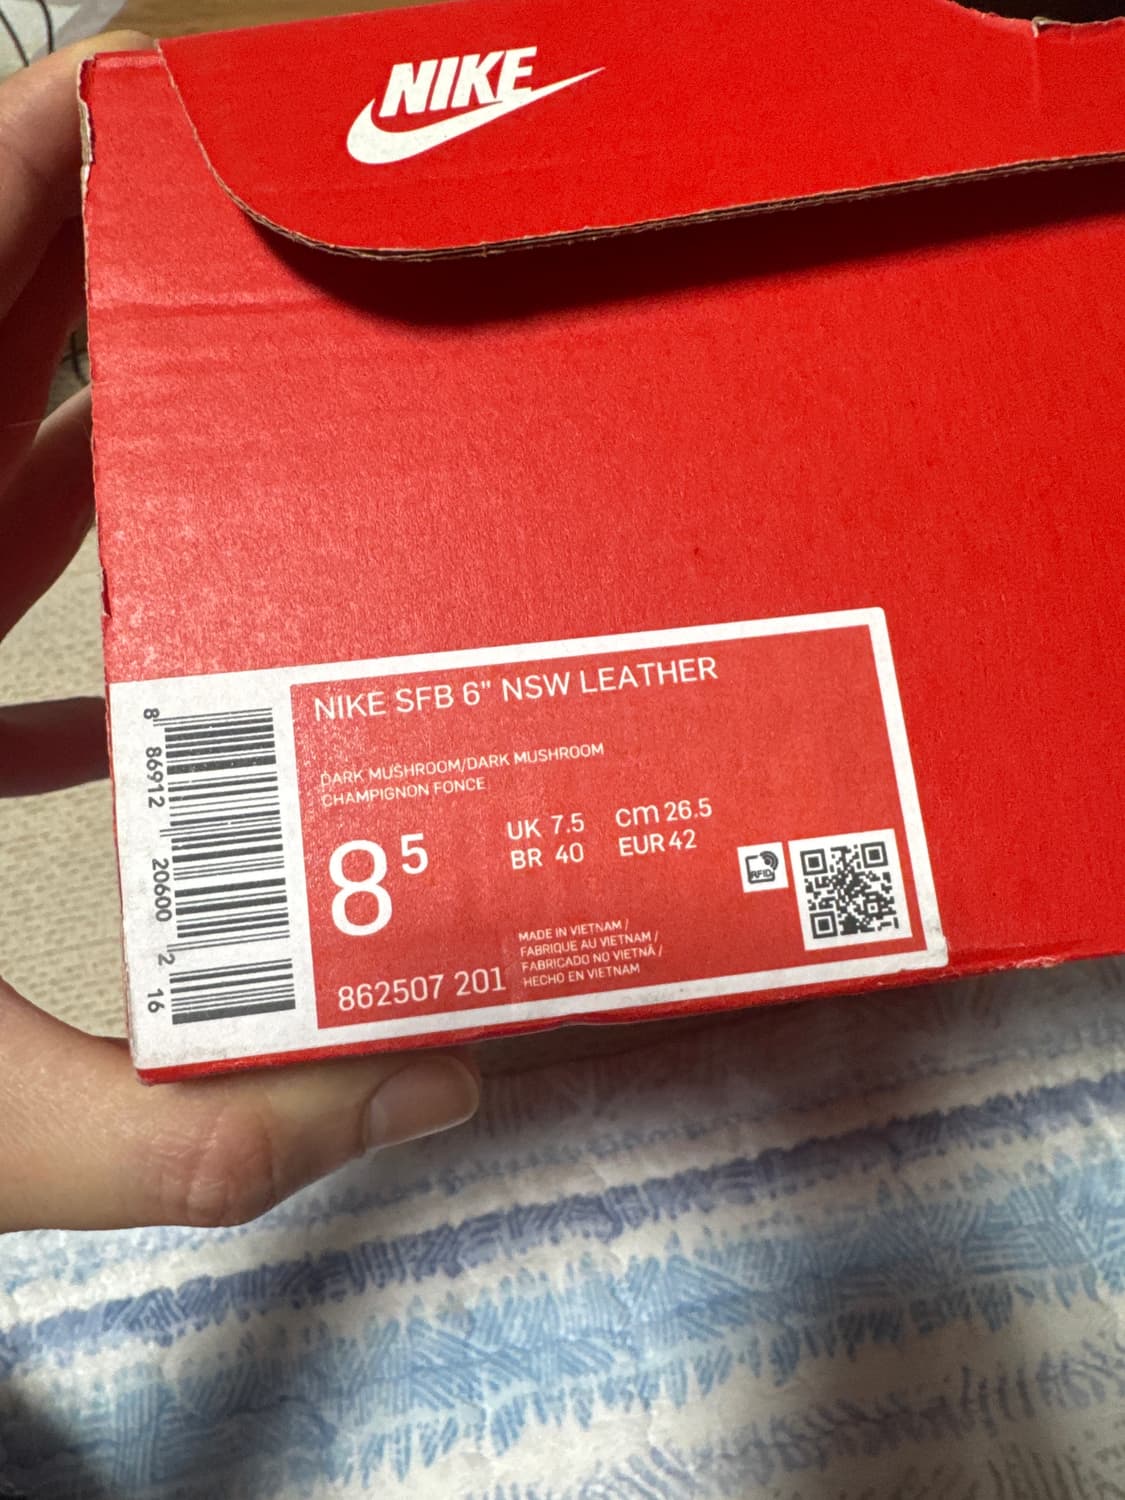 NIKE
NIKE SFB 6" NSW LEATHER
DARK MUSHROOM/DARK MUSHROOM
CHAMPIGNON FONCE
8 5
UK 7.5 cm 26.5
BR 40 EUR 42
862507 201
MADE IN VIETNAM /
FABRIQUE AU VIETNAM /
FABRICADO NO VIETNÃ /
HECHO EN VIETNAM
RFID
8 86912 20600 2 16